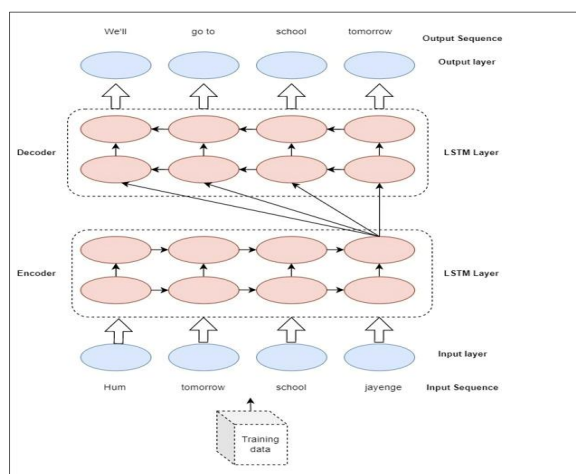 We'll go to school tomorrow Output Sequence
Output layer
Decoder LSTM Layer
Encoder LSTM Layer
Input layer
Hum tomorrow school jayenge Input Sequence
Training
data